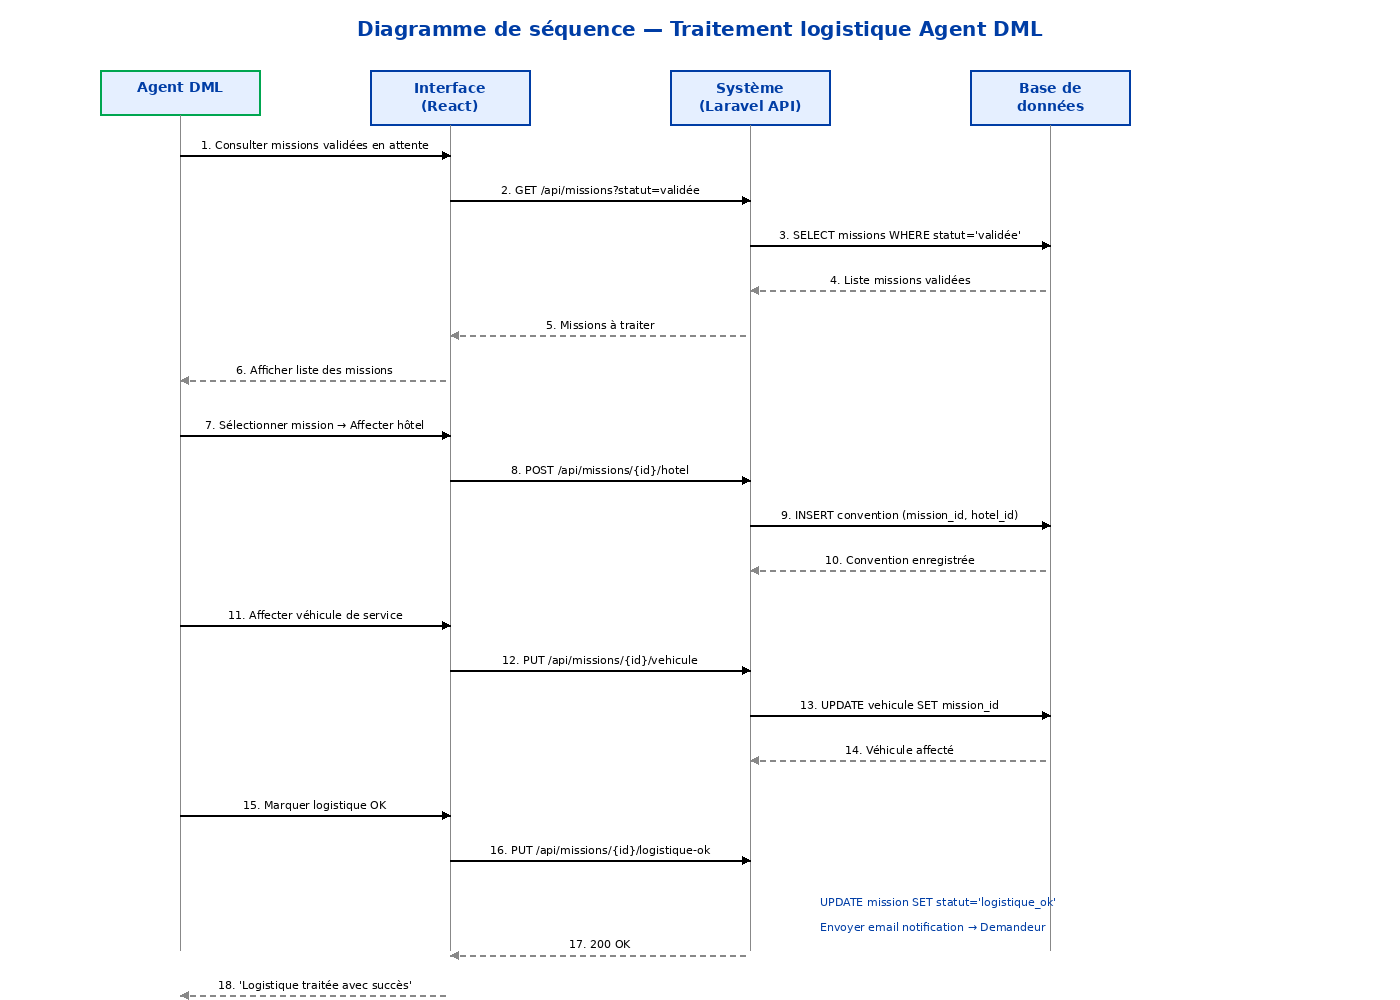 Diagramme de séquence — Traitement logistique Agent DML
Agent DML
Interface
(React)
Système
(Laravel API)
Base de
données
1. Consulter missions validées en attente
2. GET /api/missions?statut=validée
3. SELECT missions WHERE statut='validée'
4. Liste missions validées
5. Missions à traiter
6. Afficher liste des missions
7. Sélectionner mission → Affecter hôtel
8. POST /api/missions/{id}/hotel
9. INSERT convention (mission_id, hotel_id)
10. Convention enregistrée
11. Affecter véhicule de service
12. PUT /api/missions/{id}/vehicule
13. UPDATE vehicule SET mission_id
14. Véhicule affecté
15. Marquer logistique OK
16. PUT /api/missions/{id}/logistique-ok
UPDATE mission SET statut='logistique_ok'
Envoyer email notification → Demandeur
17. 200 OK
18. 'Logistique traitée avec succès'